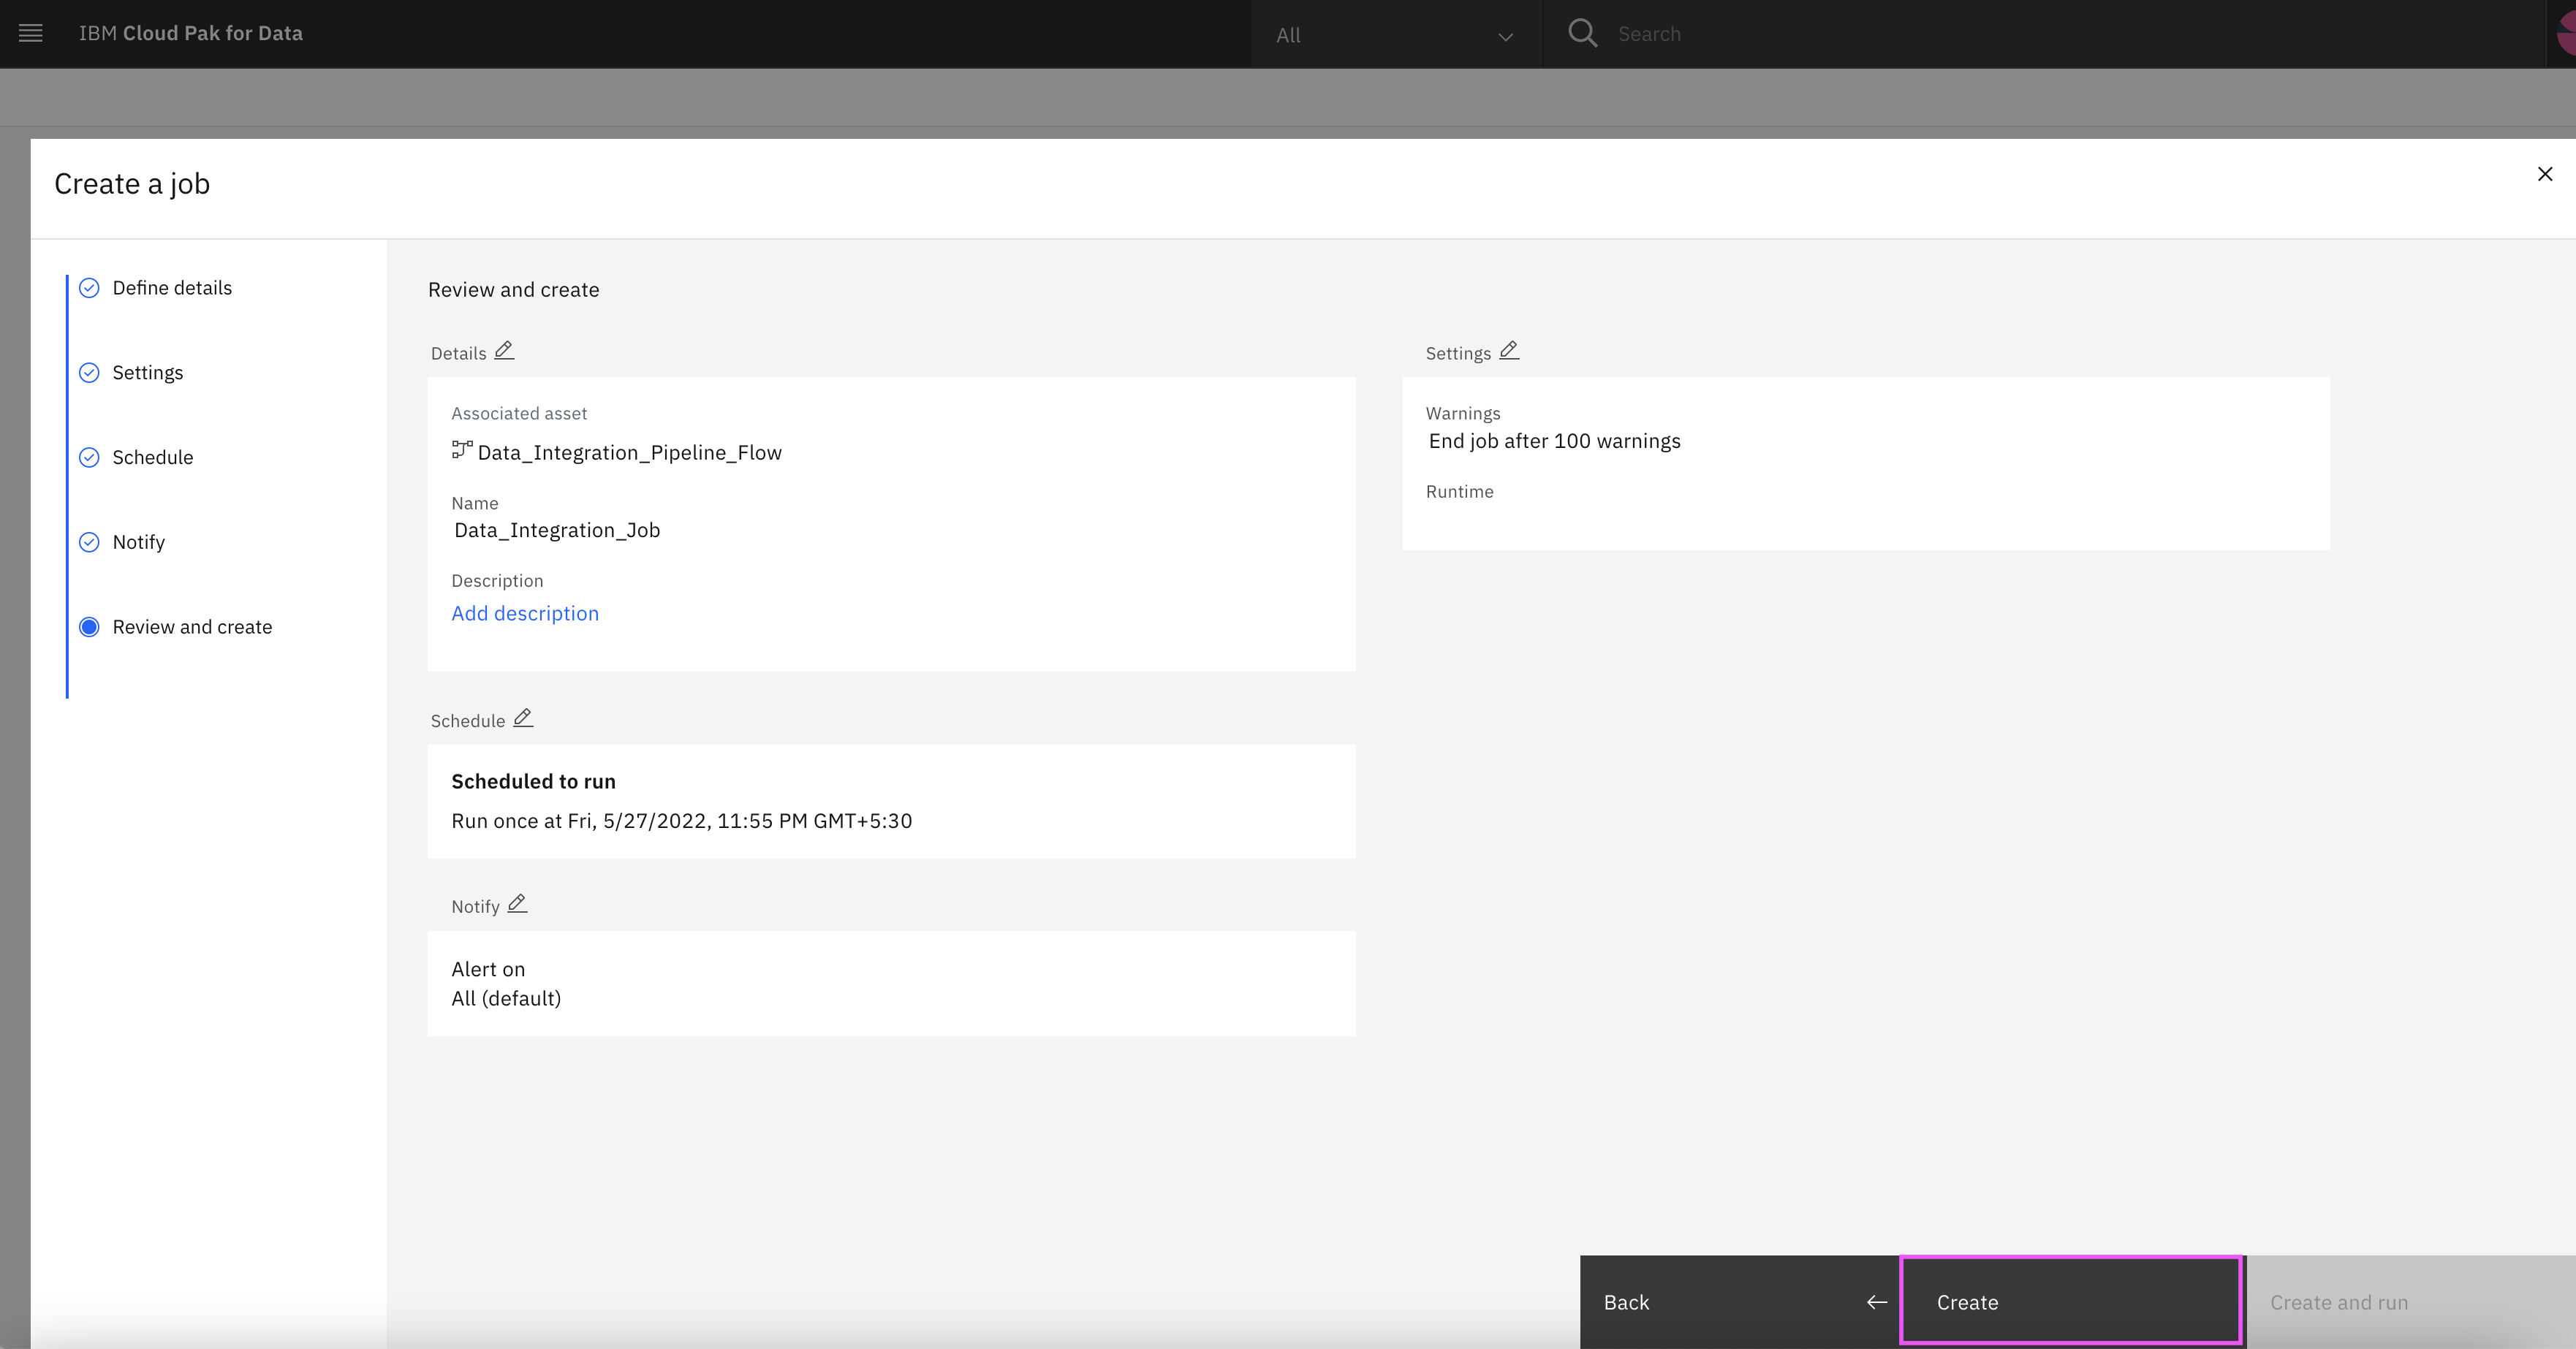 IBM Cloud Pak for Data
All
Search
Create a job
Define details
Settings
Schedule
Notify
Review and create
Review and create
Details
Associated asset
Data_Integration_Pipeline_Flow
Name
Data_Integration_Job
Description
Add description
Settings
Warnings
End job after 100 warnings
Runtime
Schedule
Scheduled to run
Run once at Fri, 5/27/2022, 11:55 PM GMT+5:30
Notify
Alert on
All (default)
Back
Create
Create and run